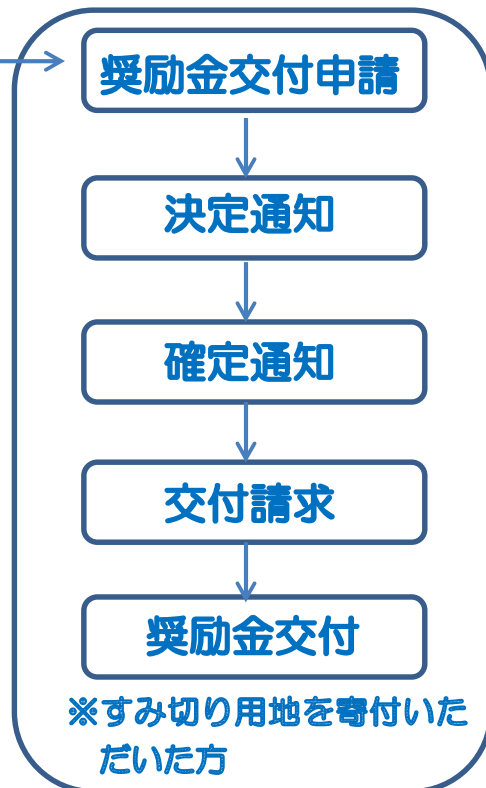 奨励金交付申請
決定通知
確定通知
交付請求
奨励金交付
※すみ切り用地を寄付いた
だいた方